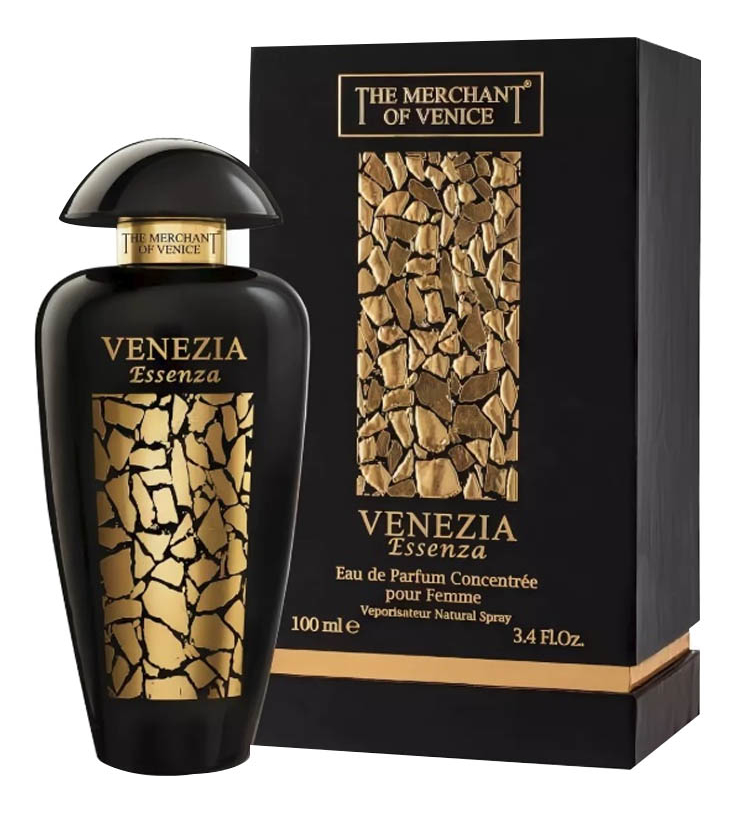 THE MERCHANT
OF VENICE
VENEZIA
Essenza
THE MERCHANT®
OF VENICE
VENEZIA
Essenza
Eau de Parfum Concentrée
pour Femme
Vaporisateur Natural Spray
100 ml ℮
3.4 Fl.Oz.